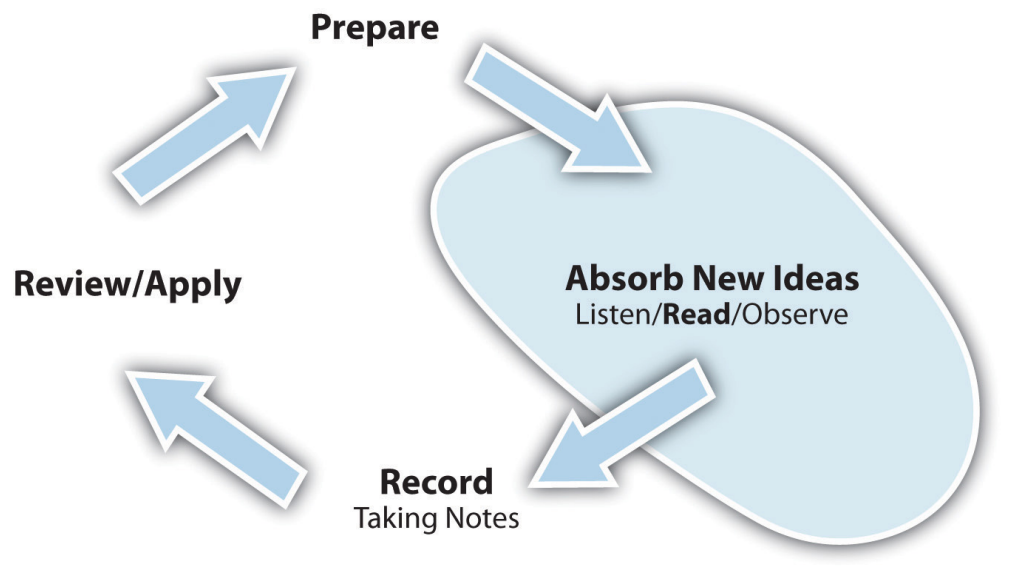 Prepare
Absorb New Ideas
Listen/Read/Observe
Record
Taking Notes
Review/Apply